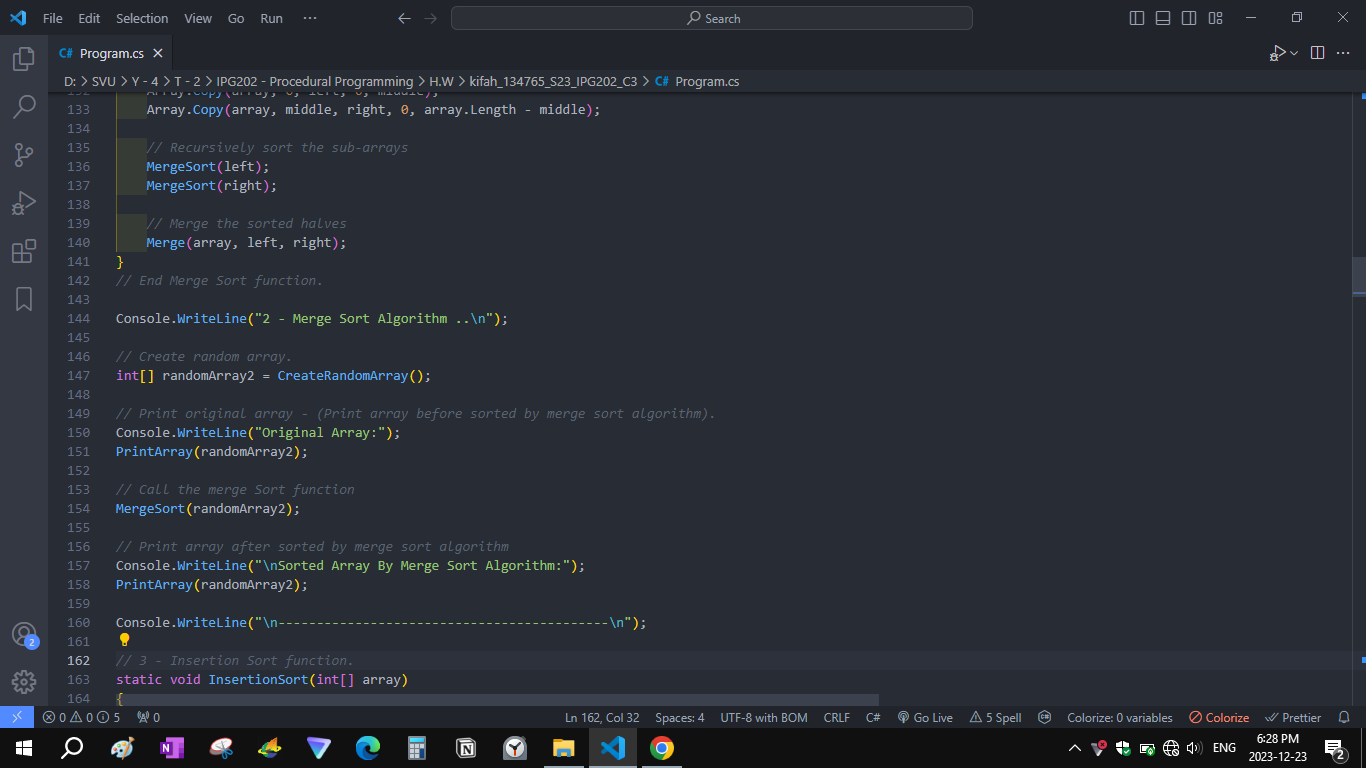 File Edit Selection View Go Run ··· Search
C# Program.cs
D: > SVU > Y - 4 > T - 2 > IPG202 - Procedural Programming > H.W > kifah_134765_S23_IPG202_C3 > C# Program.cs
132 Array.Copy(array, 0, left, 0, middle);
133 Array.Copy(array, middle, right, 0, array.Length - middle);
134
135 // Recursively sort the sub-arrays
136 MergeSort(left);
137 MergeSort(right);
138
139 // Merge the sorted halves
140 Merge(array, left, right);
141 }
142 // End Merge Sort function.
143
144 Console.WriteLine("2 - Merge Sort Algorithm ..\n");
145
146 // Create random array.
147 int[] randomArray2 = CreateRandomArray();
148
149 // Print original array - (Print array before sorted by merge sort algorithm).
150 Console.WriteLine("Original Array:");
151 PrintArray(randomArray2);
152
153 // Call the merge Sort function
154 MergeSort(randomArray2);
155
156 // Print array after sorted by merge sort algorithm
157 Console.WriteLine("\nSorted Array By Merge Sort Algorithm:");
158 PrintArray(randomArray2);
159
160 Console.WriteLine("\n-------------------------------------------\n");
161
162 // 3 - Insertion Sort function.
163 static void InsertionSort(int[] array)
164 {
2
0 0 5 0 Ln 162, Col 32 Spaces: 4 UTF-8 with BOM CRLF C# Go Live 5 Spell Colorize: 0 variables Colorize Prettier
N ENG 6:28 PM
2023-12-23 2